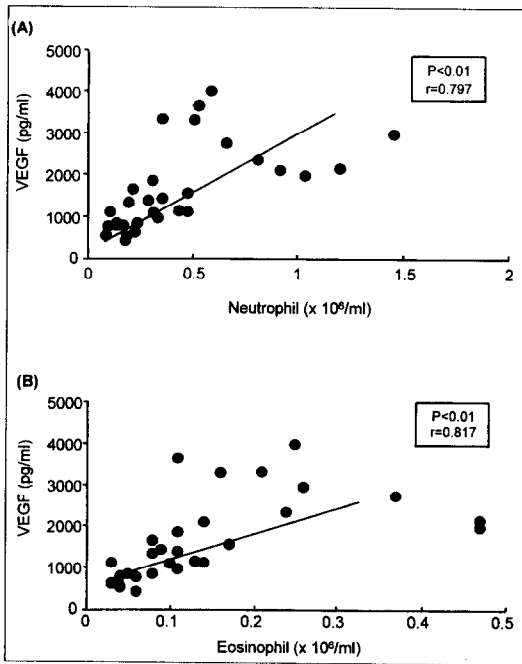 (A)
5000
4000
3000
2000
1000
0
VEGF (pg/ml)
P<0.01
r=0.797
0 0.5 1 1.5 2
Neutrophil (x 10⁶/ml)
(B)
5000
4000
3000
2000
1000
0
VEGF (pg/ml)
P<0.01
r=0.817
0 0.1 0.2 0.3 0.4 0.5
Eosinophil (x 10⁶/ml)